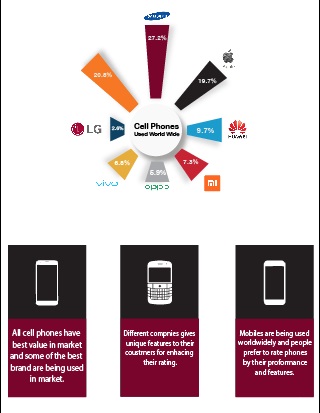 SAMSUNG
27.2%
Apple
20.8%
19.7%
Cell Phones
Used World Wide
LG
2.6%
9.7%
HUAWEI
6.6%
7.3%
5.9%
vivo
oppo
MI
All cell phones have
best value in market
and some of the best
brand are being used
in market.
Different compnies gives
unique features to their
coustmers for enhacing
their rating.
Mobiles are being used
worldwidely and people
prefer to rate phones
by their proformance
and features.